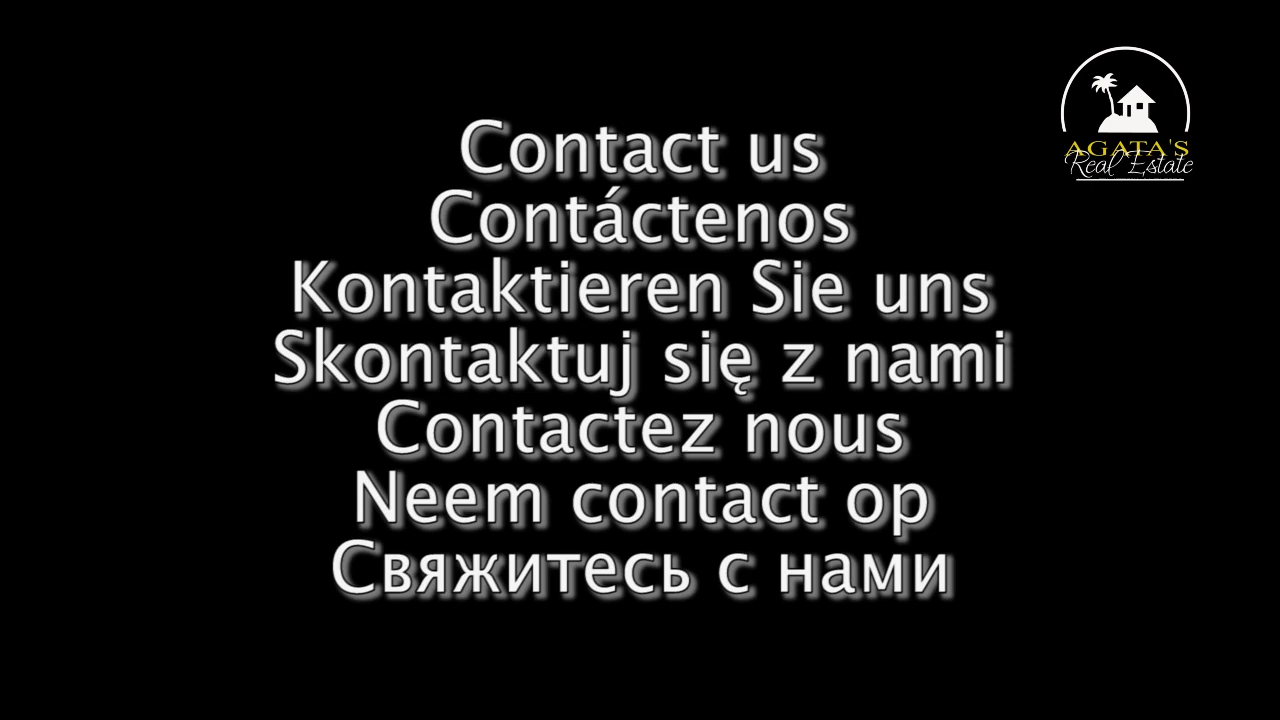 Contact us
Contáctenos
Kontaktieren Sie uns
Skontaktuj się z nami
Contactez nous
Neem contact op
Свяжитесь с нами
AGATA'S
Real Estate